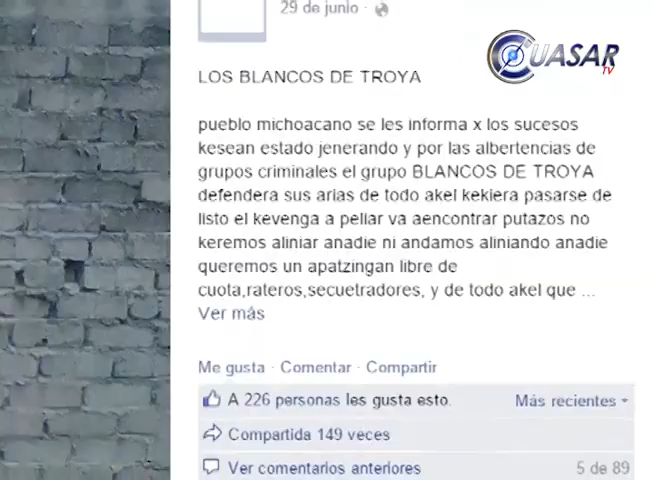 29 de junio ·
CUASAR
TV
LOS BLANCOS DE TROYA
pueblo michoacano se les informa x los sucesos
kesean estado jenerando y por las albertencias de
grupos criminales el grupo BLANCOS DE TROYA
defendera sus arias de todo akel kekiera pasarse de
listo el kevenga a peliar va aencontrar putazos no
keremos aliniar anadie ni andamos aliniando anadie
queremos un apatzingan libre de
cuota,rateros,secuetradores, y de todo akel que ...
Ver más
Me gusta · Comentar · Compartir
A 226 personas les gusta esto.
Más recientes
Compartida 149 veces
Ver comentarios anteriores
5 de 89